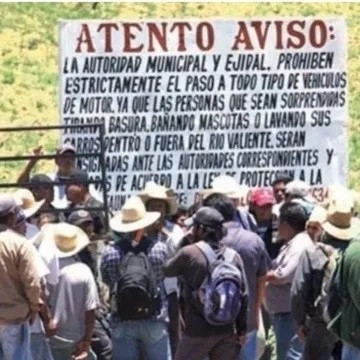 ATENTO AVISO:
LA AUTORIDAD MUNICIPAL Y EJIDAL, PROHIBEN
ESTRICTAMENTE EL PASO A TODO TIPO DE VEHICULOS
DE MOTOR, YA QUE LAS PERSONAS QUE SEAN SORPRENDIDAS
TIRANDO BASURA, BAÑANDO MASCOTAS O LAVANDO SUS
CARROS DENTRO O FUERA DEL RIO VALIENTE, SERAN
CONSIGNADAS ANTE LAS AUTORIDADES CORRESPONDIENTES Y
DE ACUERDO A LA LEY DE PROTECCION A